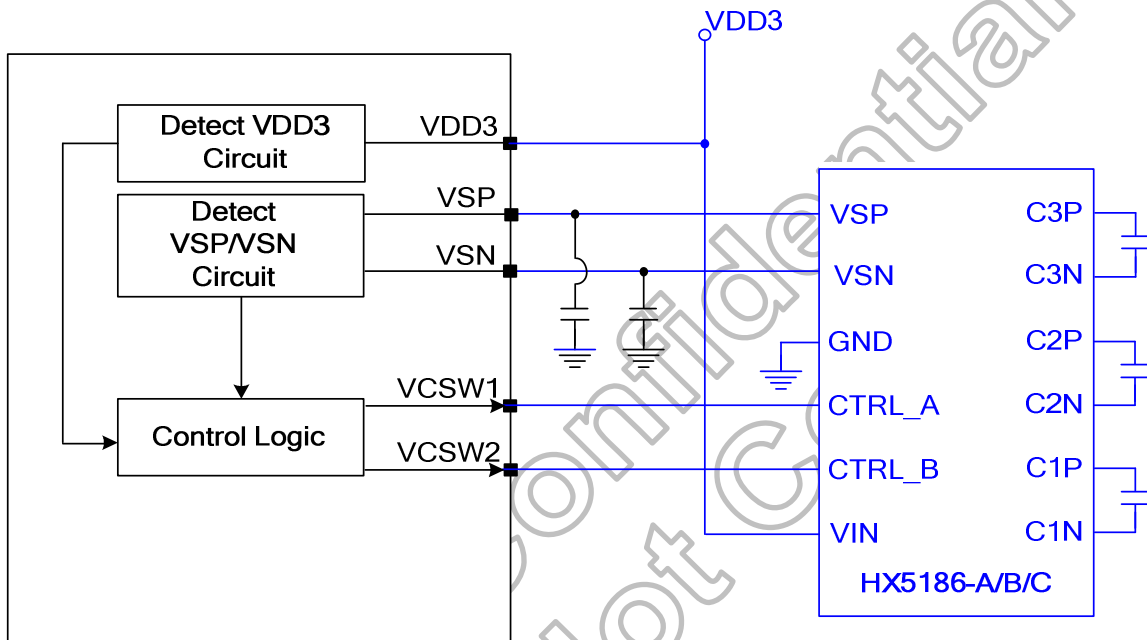 VDD3
Detect VDD3
Circuit
VDD3
Detect
VSP/VSN
Circuit
VSP
VSN
Control Logic
VCSW1
VCSW2
VSP
VSN
GND
CTRL_A
CTRL_B
VIN
C3P
C3N
C2P
C2N
C1P
C1N
HX5186-A/B/C
Confidential